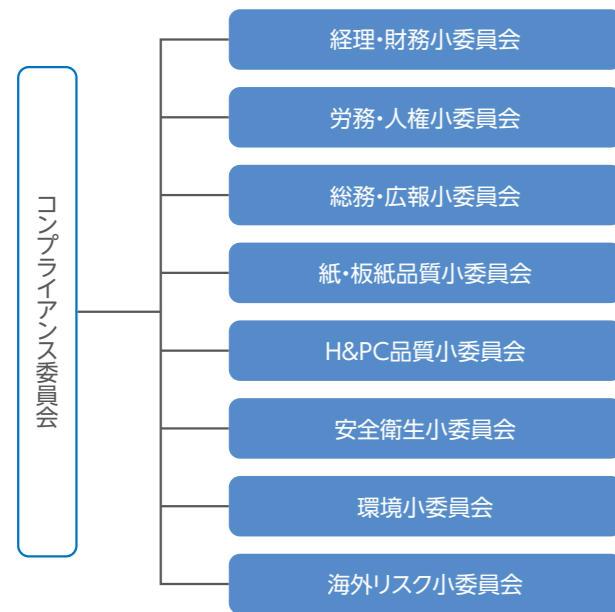 コンプライアンス委員会
経理・財務小委員会
労務・人権小委員会
総務・広報小委員会
紙・板紙品質小委員会
H&PC品質小委員会
安全衛生小委員会
環境小委員会
海外リスク小委員会